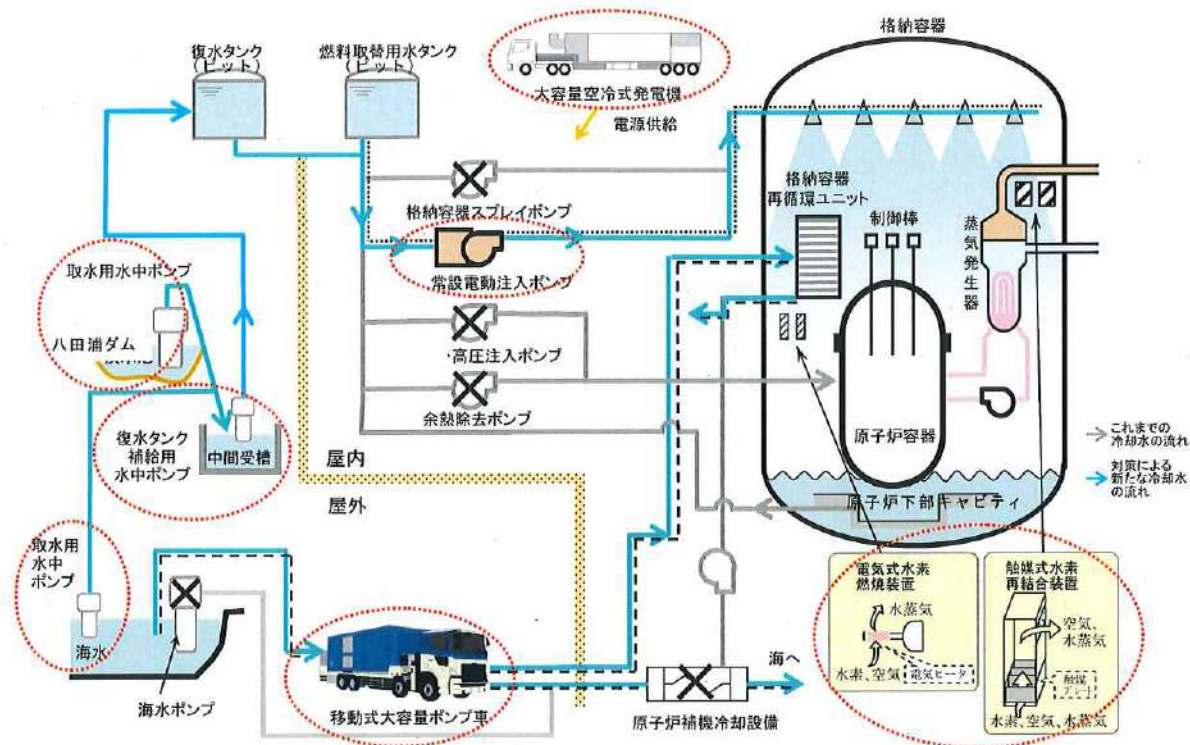 復水タンク
(ピット)
燃料取替用水タンク
(ピット)
大容量空冷式発電機
電源供給
格納容器
格納容器スプレイポンプ
常設電動注入ポンプ
格納容器
再循環ユニット
制御棒
蒸気発生器
取水用水中ポンプ
八田浦ダム
・高圧注入ポンプ
余熱除去ポンプ
原子炉容器
復水タンク
補給用
水中ポンプ
中間受槽
屋内
屋外
これまでの
冷却水の流れ
対策による
新たな冷却水
の流れ
原子炉下部キャビティ
取水用
水中
ポンプ
海水
海水ポンプ
移動式大容量ポンプ車
原子炉補機冷却設備
海へ
電気式水素
燃焼装置
水蒸気
水素、空気
電気ヒータ
触媒式水素
再結合装置
空気、
水蒸気
触媒
プレート
水素、空気、水蒸気